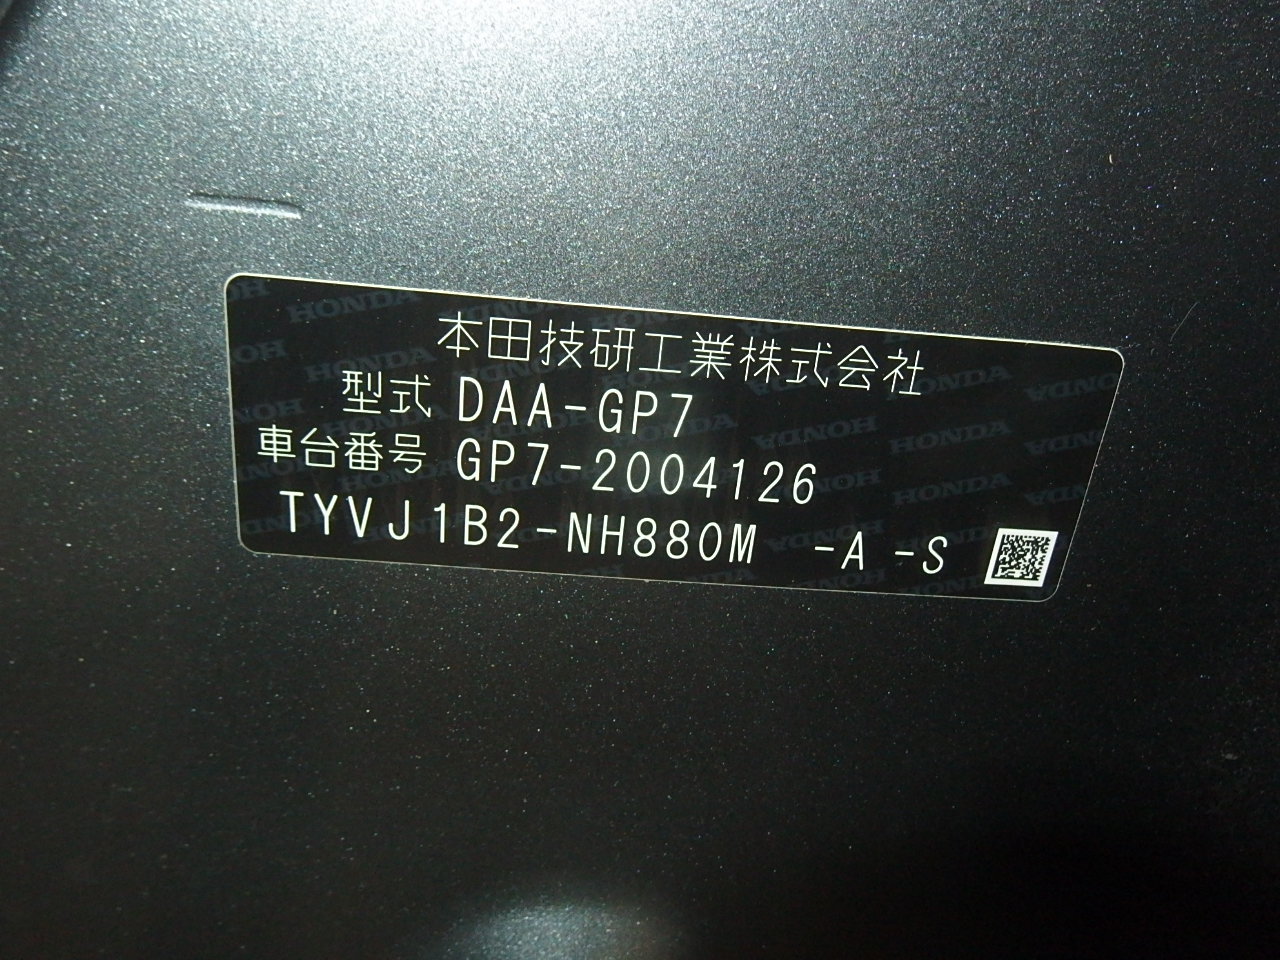 本田技研工業株式会社
型式 DAA-GP7
車台番号 GP7-2004126
TYVJ1B2-NH880M -A -S